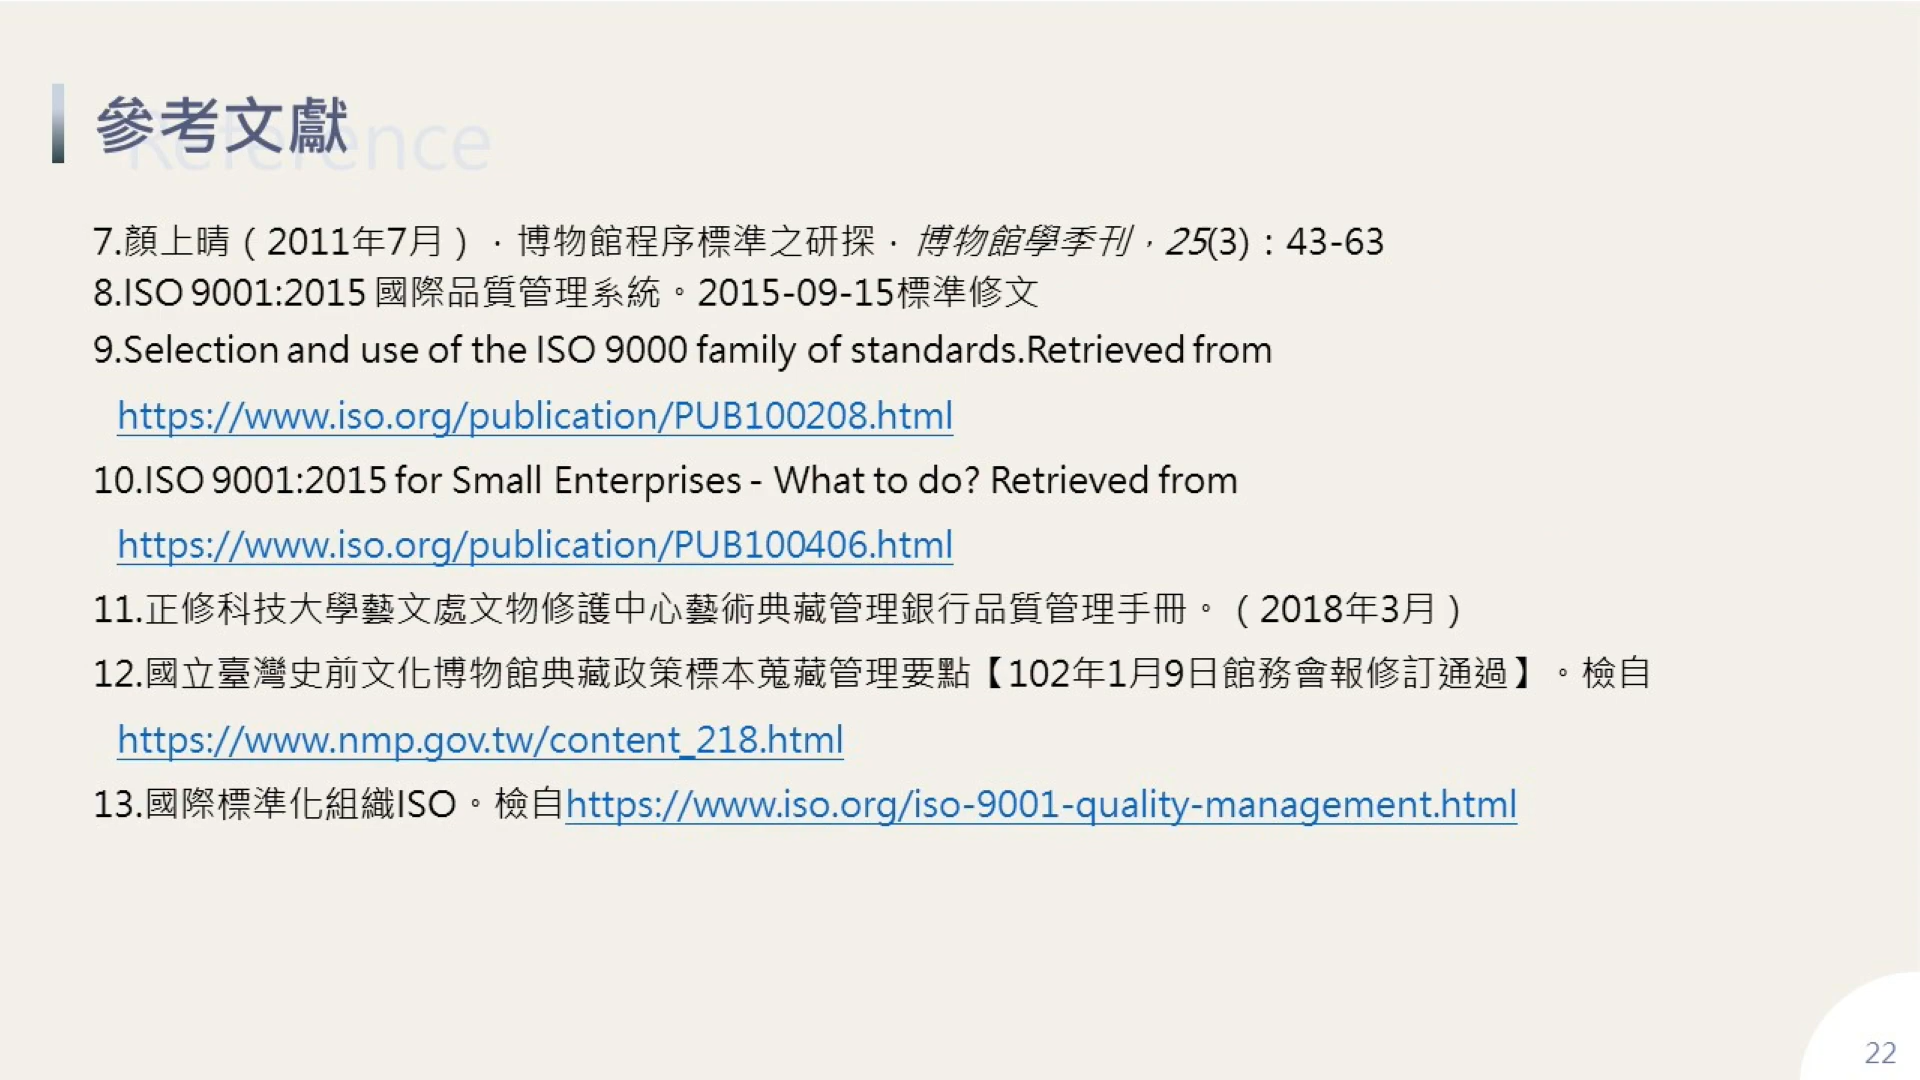 參考文獻
Reference
7.顏上晴（2011年7月）．博物館程序標準之研探．博物館學季刊，25(3)：43-63
8.ISO 9001:2015 國際品質管理系統。2015-09-15標準修文
9.Selection and use of the ISO 9000 family of standards.Retrieved from
https://www.iso.org/publication/PUB100208.html
10.ISO 9001:2015 for Small Enterprises - What to do? Retrieved from
https://www.iso.org/publication/PUB100406.html
11.正修科技大學藝文處文物修護中心藝術典藏管理銀行品質管理手冊。（2018年3月）
12.國立臺灣史前文化博物館典藏政策標本蒐藏管理要點【102年1月9日館務會報修訂通過】。檢自
https://www.nmp.gov.tw/content_218.html
13.國際標準化組織ISO。檢自https://www.iso.org/iso-9001-quality-management.html
22